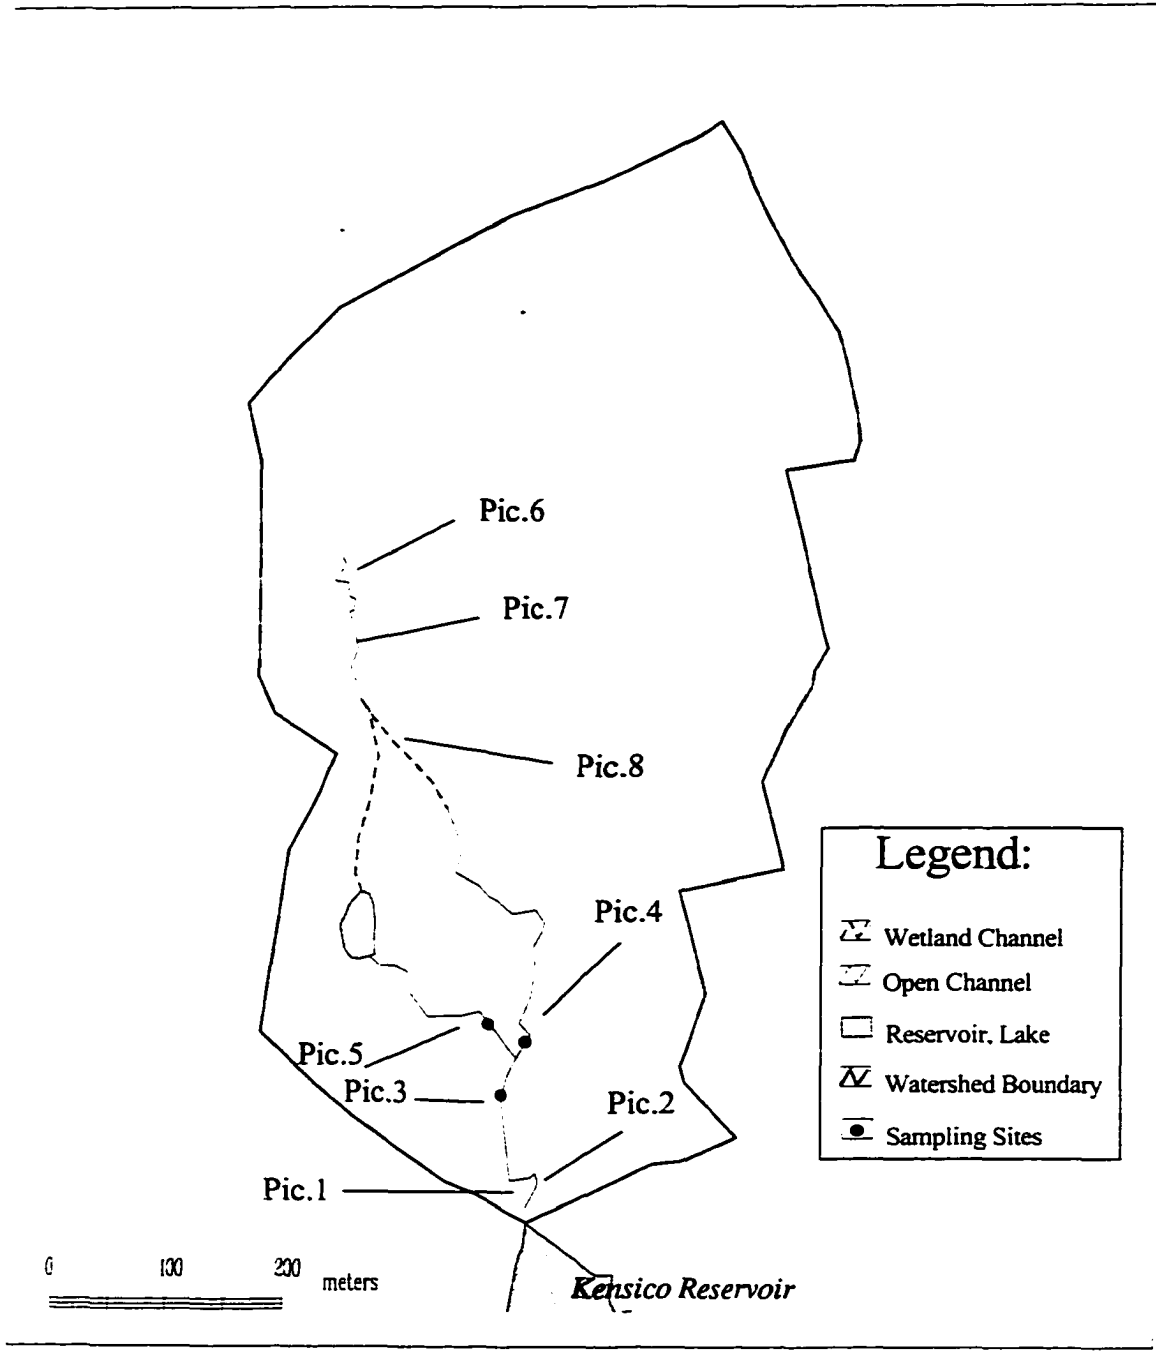 Pic.6
Pic.7
Pic.8
Legend:
Pic.4
Wetland Channel
Open Channel
Reservoir, Lake
Pic.5
Pic.3
Watershed Boundary
Pic.2
Sampling Sites
Pic.1
0 100 200 meters
Kensico Reservoir